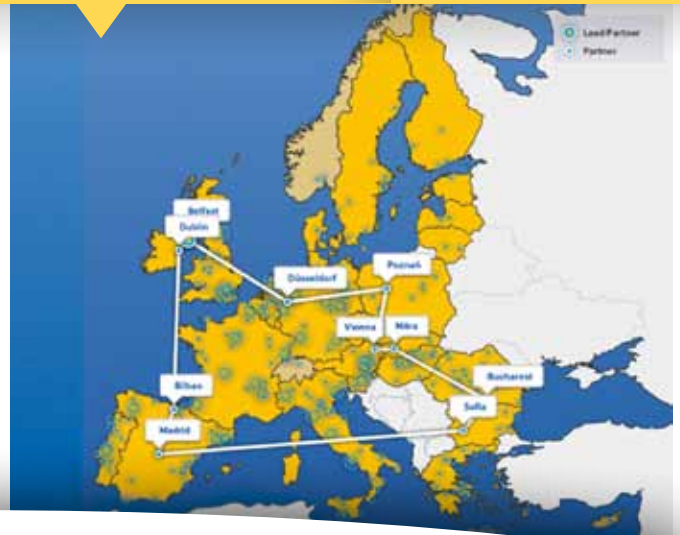 Lead Partner
Partner
Belfast
Dublin
Düsseldorf
Poznań
Vienna
Nitra
Bucharest
Bilbao
Sofia
Madrid